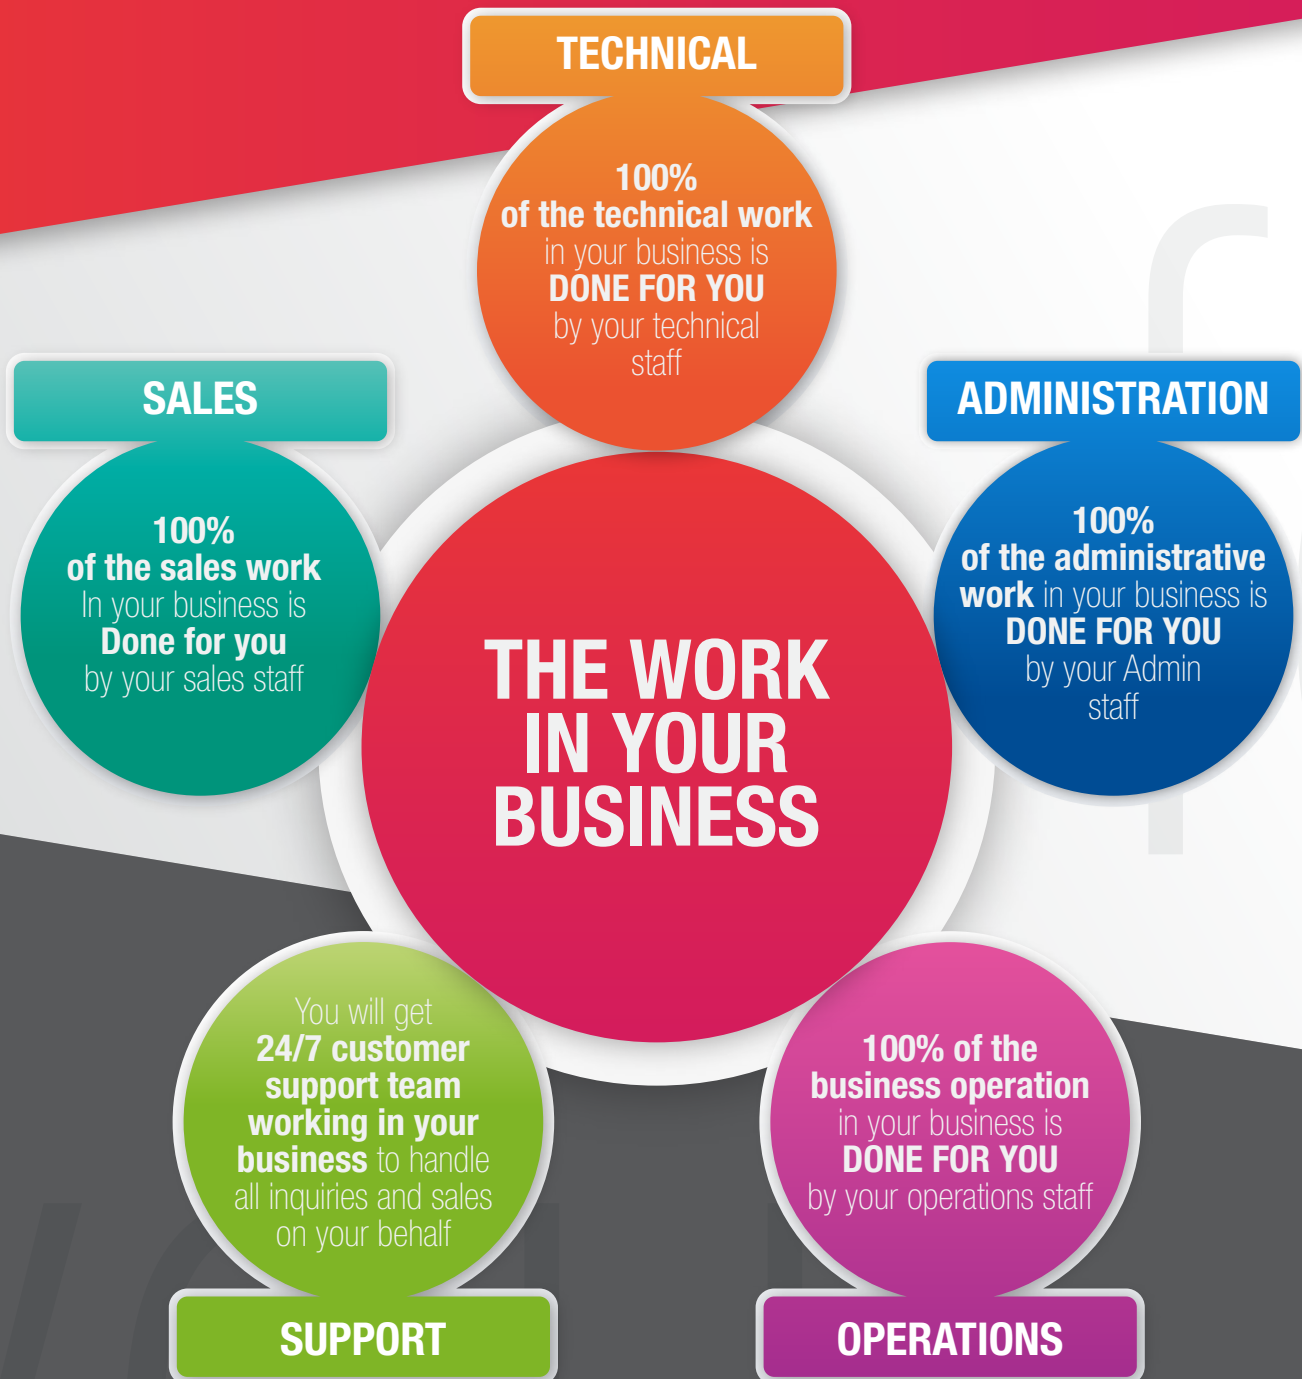 TECHNICAL
100%
of the technical work
in your business is
DONE FOR YOU
by your technical
staff
SALES
100%
of the sales work
In your business is
Done for you
by your sales staff
ADMINISTRATION
100%
of the administrative
work in your business is
DONE FOR YOU
by your Admin
staff
THE WORK
IN YOUR
BUSINESS
You will get
24/7 customer
support team
working in your
business to handle
all inquiries and sales
on your behalf
SUPPORT
100% of the
business operation
in your business is
DONE FOR YOU
by your operations staff
OPERATIONS